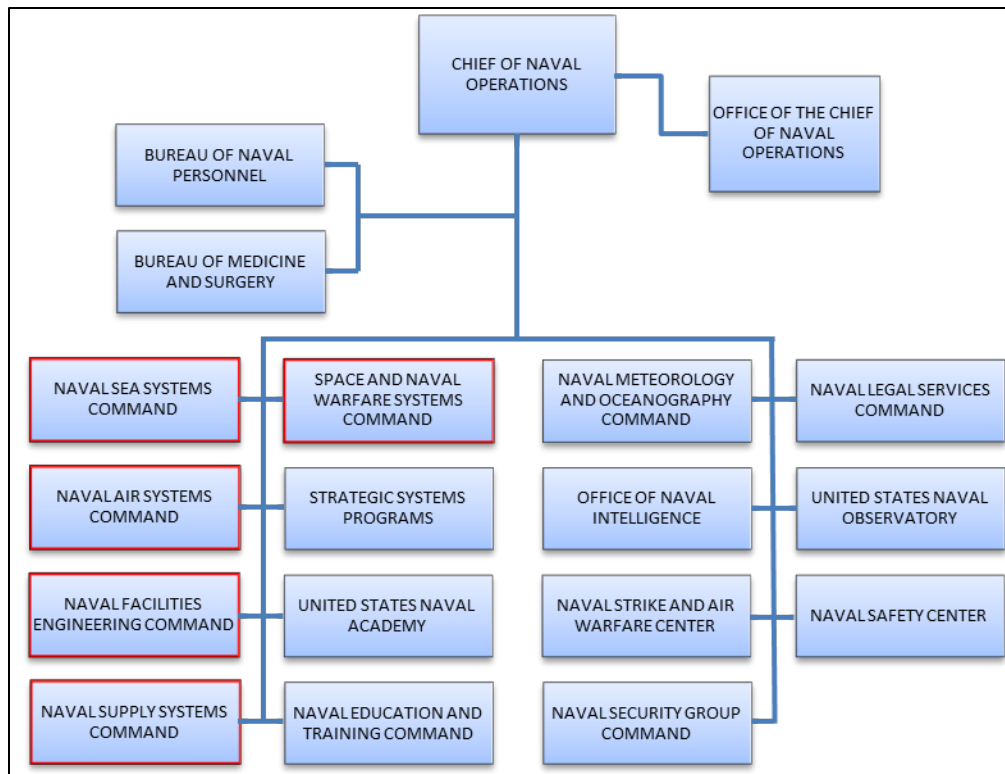 CHIEF OF NAVAL
OPERATIONS
OFFICE OF THE CHIEF
OF NAVAL
OPERATIONS
BUREAU OF NAVAL
PERSONNEL
BUREAU OF MEDICINE
AND SURGERY
NAVAL SEA SYSTEMS
COMMAND
SPACE AND NAVAL
WARFARE SYSTEMS
COMMAND
NAVAL METEOROLOGY
AND OCEANOGRAPHY
COMMAND
NAVAL LEGAL SERVICES
COMMAND
NAVAL AIR SYSTEMS
COMMAND
STRATEGIC SYSTEMS
PROGRAMS
OFFICE OF NAVAL
INTELLIGENCE
UNITED STATES NAVAL
OBSERVATORY
NAVAL FACILITIES
ENGINEERING COMMAND
UNITED STATES NAVAL
ACADEMY
NAVAL STRIKE AND AIR
WARFARE CENTER
NAVAL SAFETY CENTER
NAVAL SUPPLY SYSTEMS
COMMAND
NAVAL EDUCATION AND
TRAINING COMMAND
NAVAL SECURITY GROUP
COMMAND